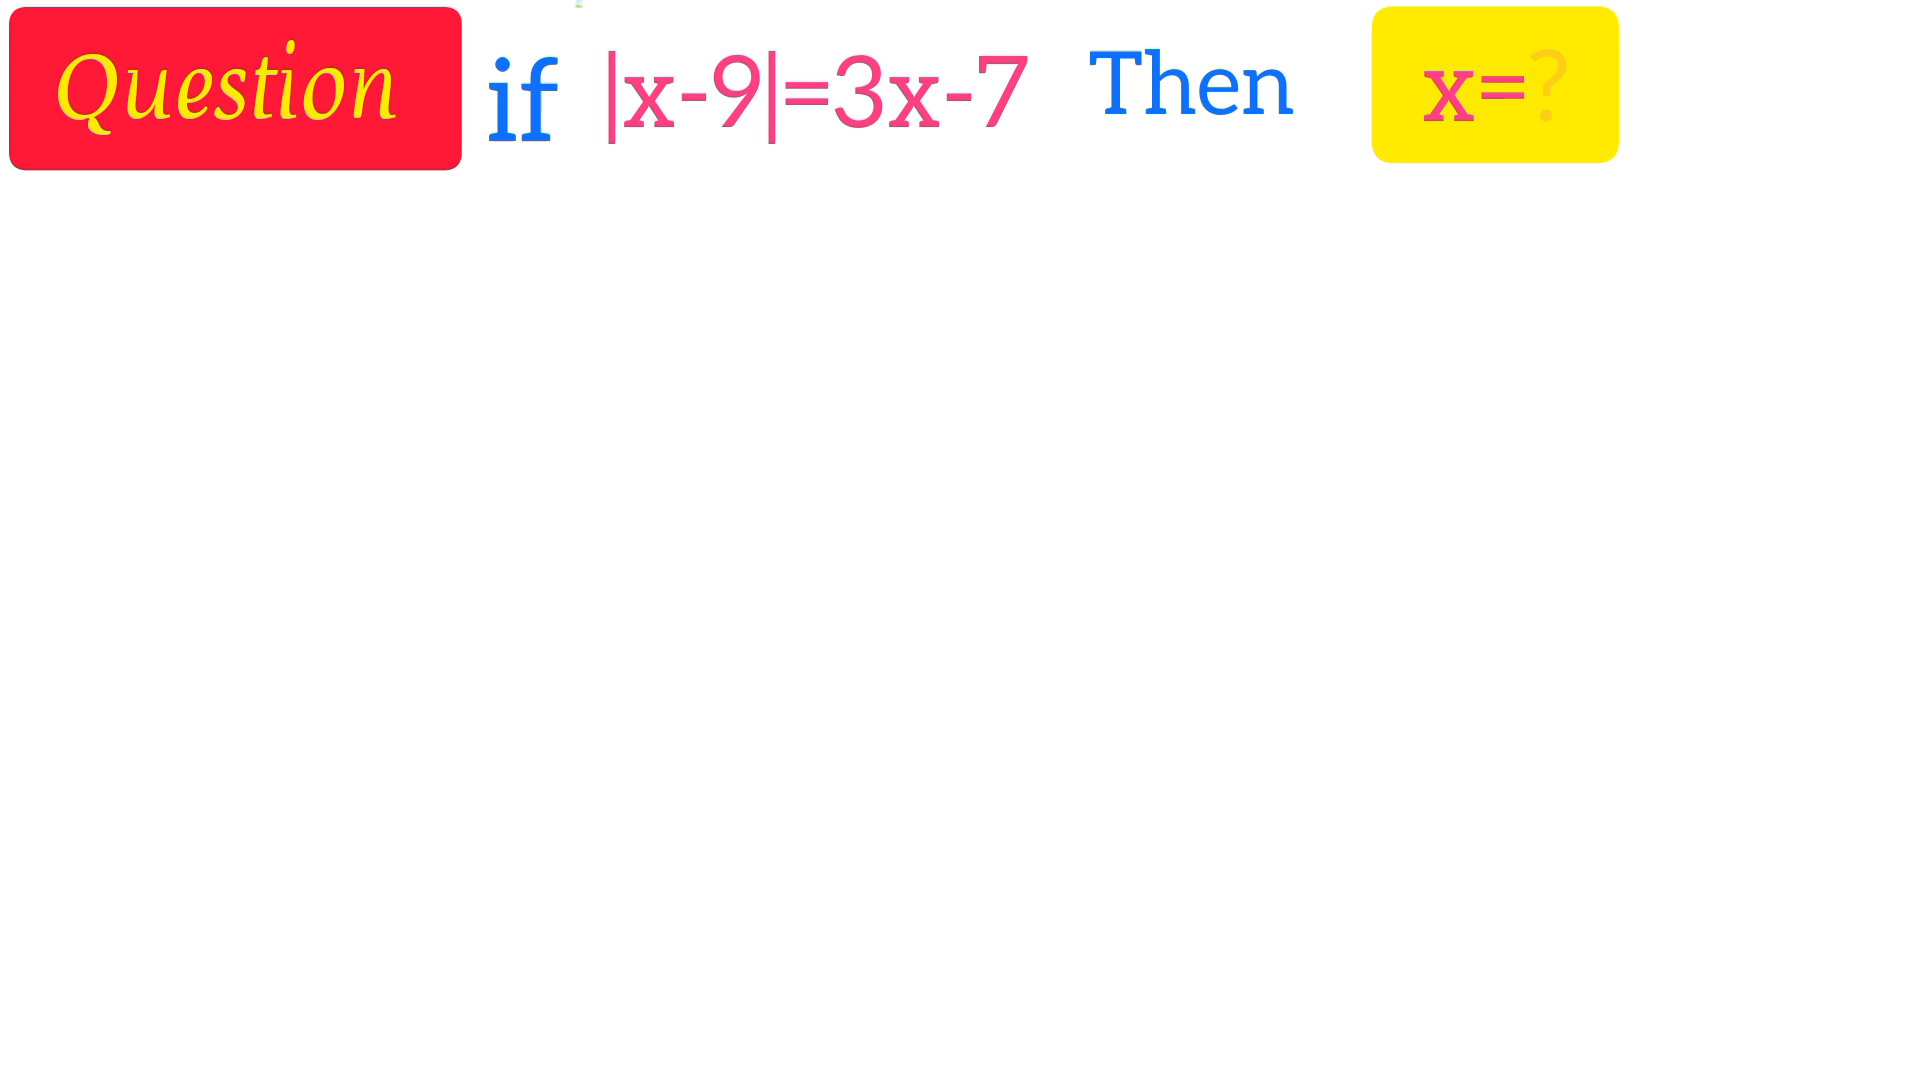 Question if |x-9|=3x-7 Then x=?